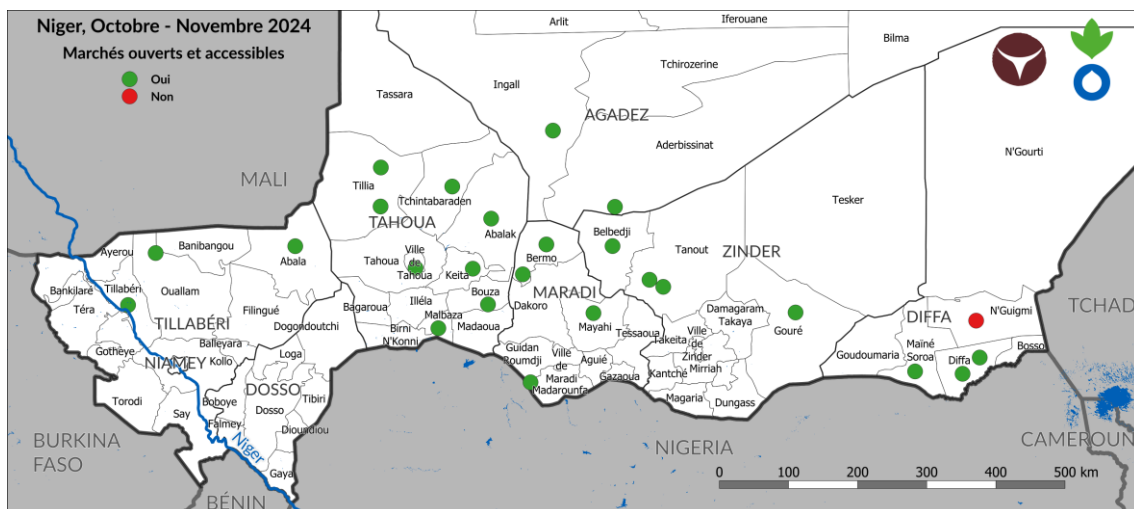 Niger, Octobre - Novembre 2024
Marchés ouverts et accessibles
Oui
Non
Arlit
Iferouane
Bilma
Tchirozerine
Ingall
Tassara
AGADEZ
Aderbissinat
N'Gourti
MALI
Tillia
Tchintabaraden
Tesker
TAHOUA
Abalak
Belbedji
Tanout
ZINDER
Ayerou
Banibangou
Abala
Tahoua
Ville
de
Tahoua
Keita
Bermo
Bankilaré
Tillabéri
Ouallam
Téra
Filingué
Bagaroua
Illéla
Bouza
Dakoro
MARADI
Mayahi
Damagaram
Takaya
Gouré
DIFFA
N'Guigmi
TCHAD
TILLABÉRI
Dogondoutchi
Birni
N'Konni
Malbaza
Madaoua
Tessaoua
Takeita
Ville
de
Zinder
Mirriah
Goudoumaria
Maïné
Soroa
Diffa
Bosso
Gotheye
Balleyara
NIAMEY
Kollo
Loga
Guidan
Roumdji
Ville
de
Maradi
Madarounfa
Aguié
Gazaoua
Kantché
Magaria
Dungass
Torodi
Say
Boboye
DOSSO
Dosso
Tibiri
Falmey
Dioundiou
Gaya
Niger
BURKINA
FASO
BÉNIN
NIGERIA
CAMEROUN
0 100 200 300 400 500 km